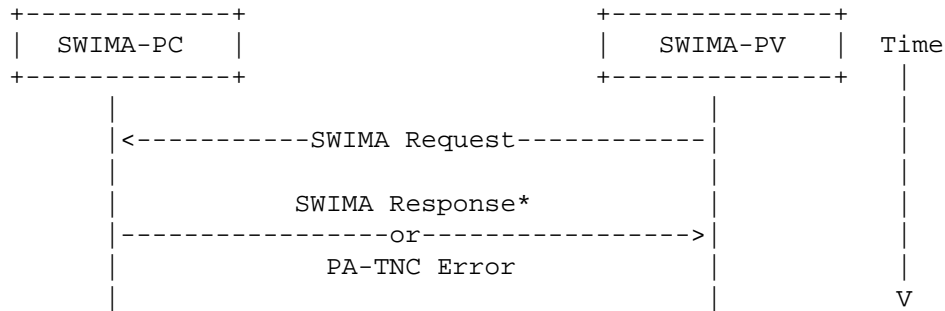 SWIMA-PC SWIMA-PV Time
SWIMA Request
SWIMA Response*
or
PA-TNC Error
V